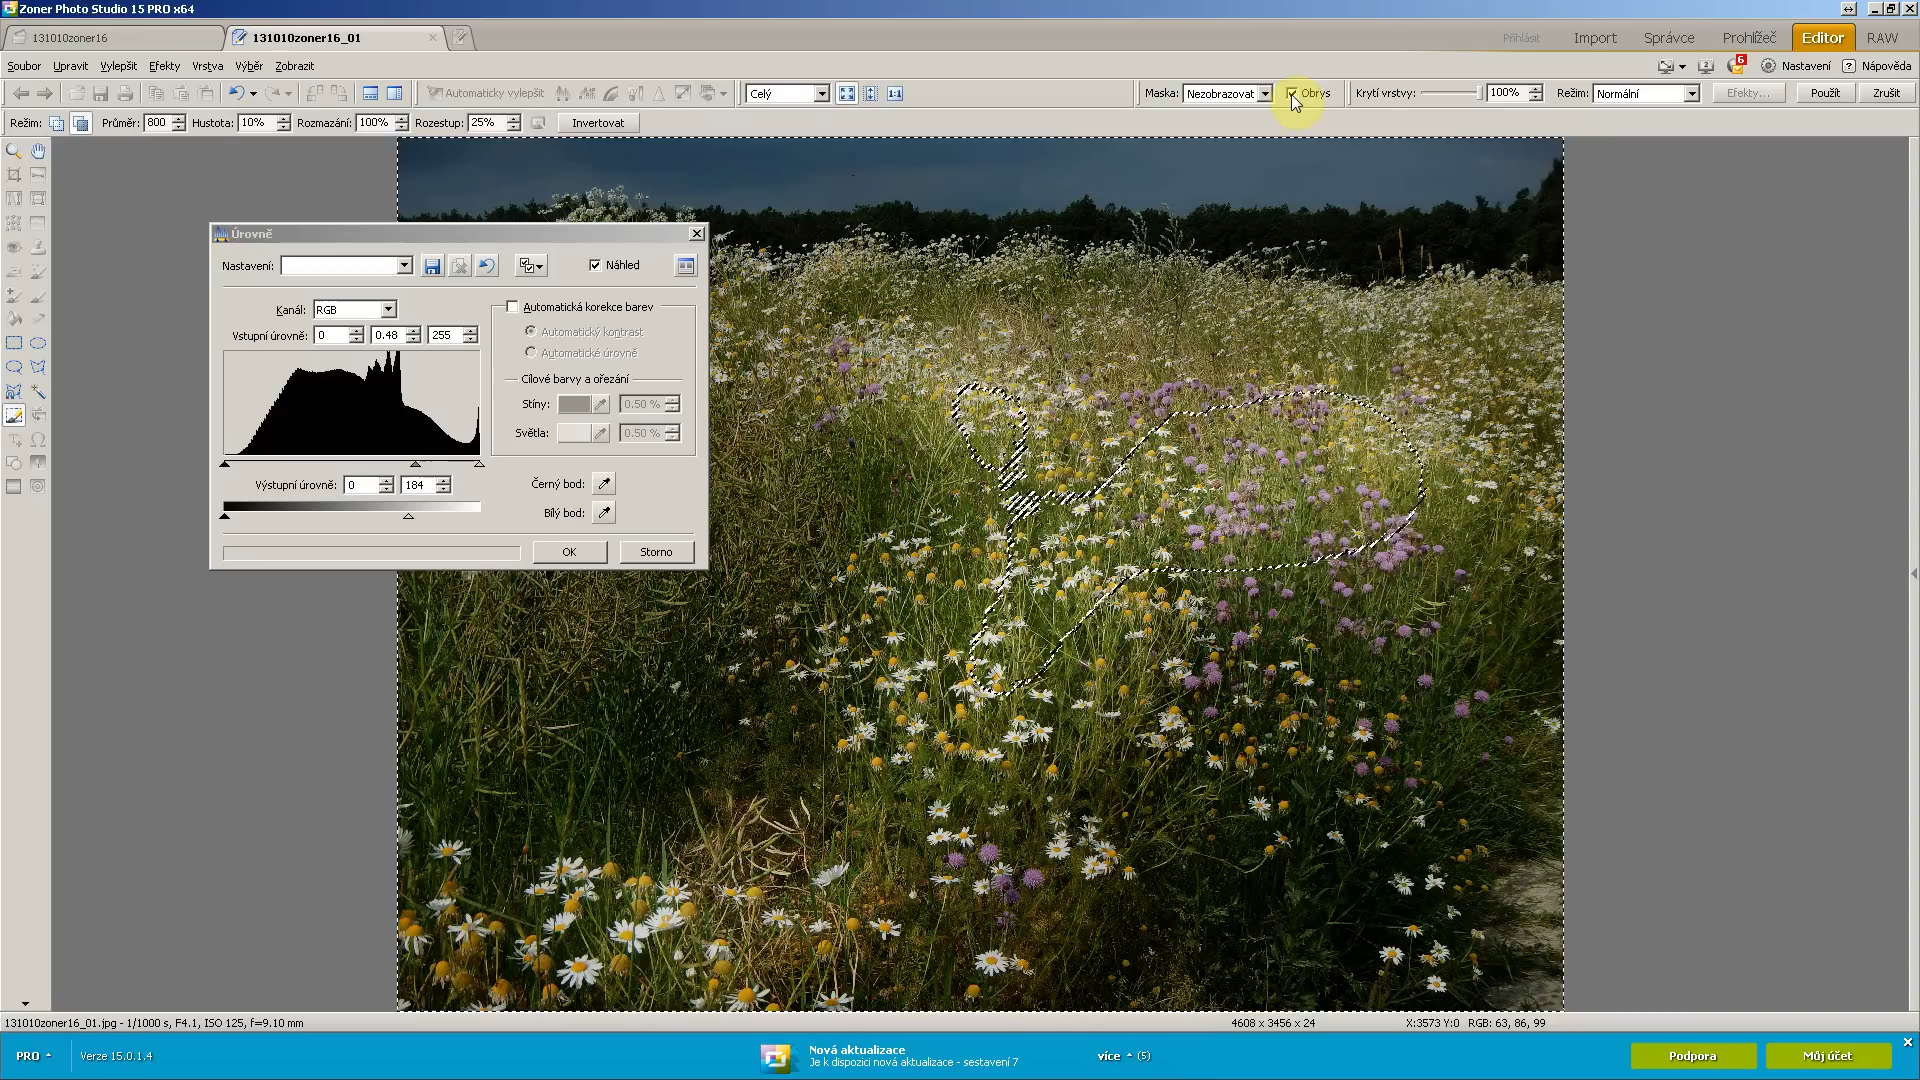 Zoner Photo Studio 15 PRO x64
131010zoner16
131010zoner16_01
Přihlásit
Import
Správce
Prohlížeč
Editor
RAW
Soubor
Upravit
Vylepšit
Efekty
Vrstva
Výběr
Zobrazit
6
Nastavení
Nápověda
Automaticky vylepšit
Celý
1:1
Maska:
Nezobrazovat
Obrys
Krytí vrstvy:
100%
Režim:
Normální
Efekty...
Použít
Zrušit
Režim:
Průměr:
800
Hustota:
10%
Rozmazání:
100%
Rozestup:
25%
Invertovat
Úrovně
Nastavení:
Náhled
Kanál:
RGB
Automatická korekce barev
Vstupní úrovně:
0
0.48
255
Automatický kontrast
Automatické úrovně
Cílové barvy a ořezání
Stíny:
0.50 %
Světla:
0.50 %
Výstupní úrovně:
0
184
Černý bod:
Bílý bod:
OK
Storno
131010zoner16_01.jpg - 1/1000 s, F4.1, ISO 125, f=9.10 mm
4608 x 3456 x 24
X:3573 Y:0
RGB: 63, 86, 99
PRO
Verze 15.0.1.4
Nová aktualizace
Je k dispozici nová aktualizace - sestavení 7
více
(5)
Podpora
Můj účet